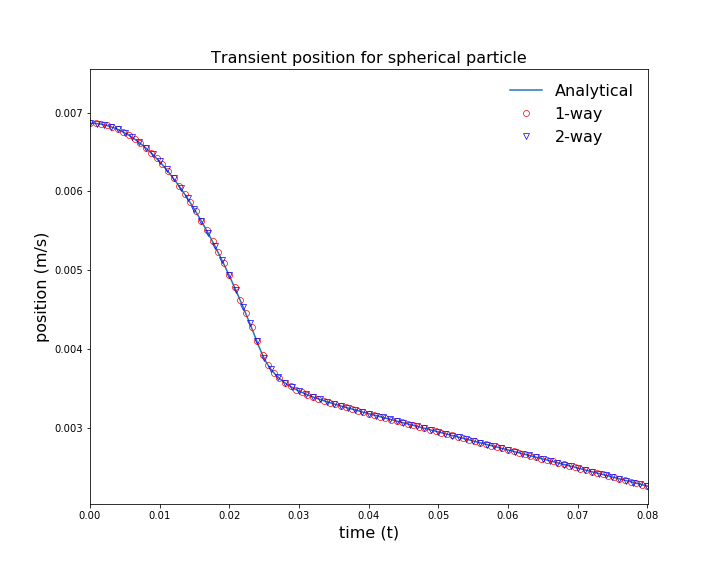 Transient position for spherical particle
Analytical
1-way
2-way
position (m/s)
0.007
0.006
0.005
0.004
0.003
0.00 0.01 0.02 0.03 0.04 0.05 0.06 0.07 0.08
time (t)